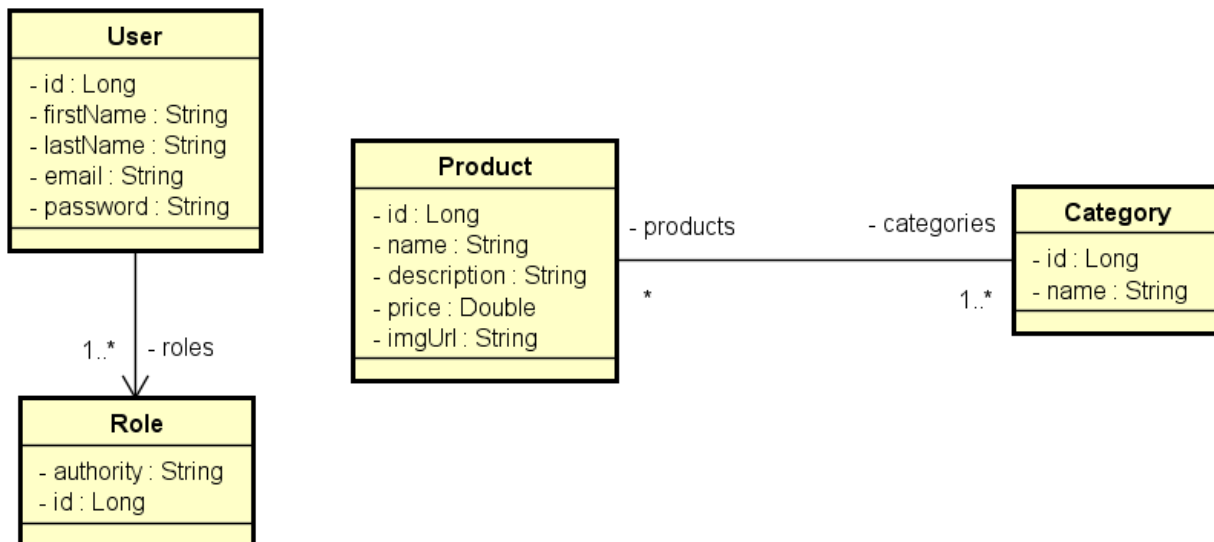 User
- id : Long
- firstName : String
- lastName : String
- email : String
- password : String
1..*
- roles
Role
- authority : String
- id : Long
Product
- id : Long
- name : String
- description : String
- price : Double
- imgUrl : String
- products
*
- categories
1..*
Category
- id : Long
- name : String